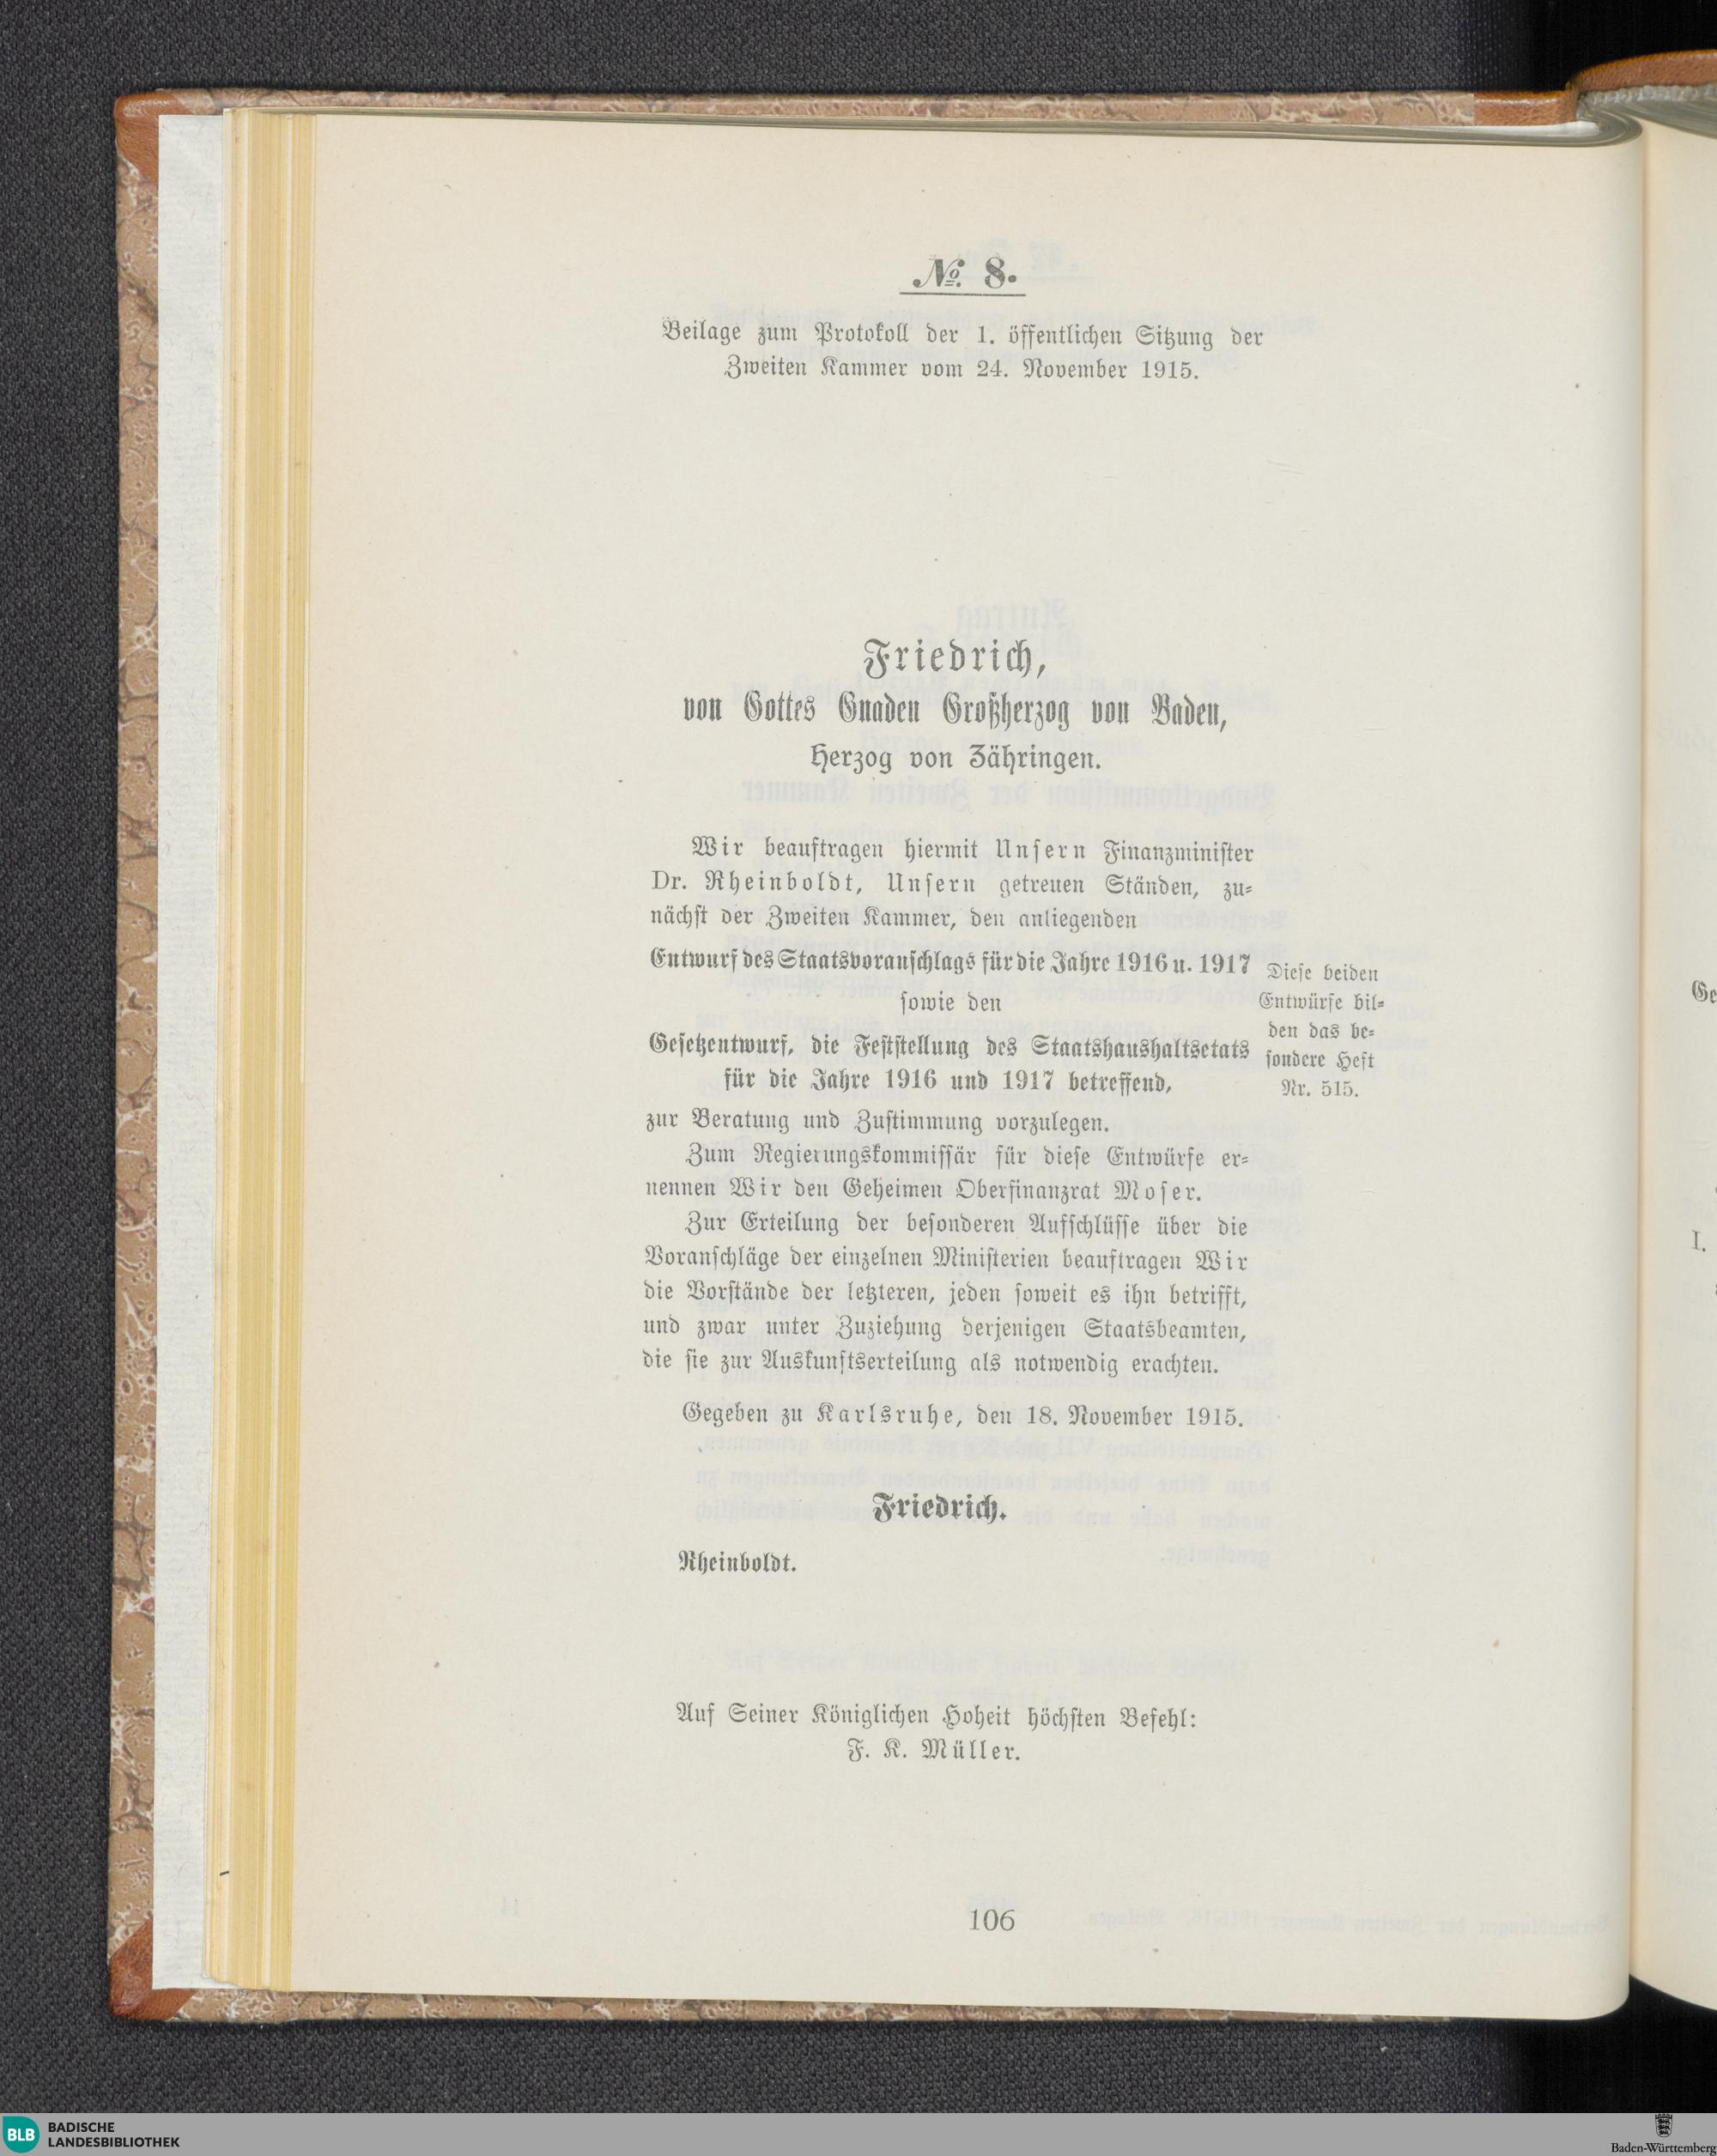 № 8.
Beilage zum Protokoll der 1. öffentlichen Sitzung der
Zweiten Kammer vom 24. November 1915.
Friedrich,
von Gottes Gnaden Großherzog von Baden,
Herzog von Zähringen.
Wir beauftragen hiermit Unsern Finanzminister
Dr. Rheinboldt, Unsern getreuen Ständen, zu-
nächst der Zweiten Kammer, den anliegenden
Entwurf des Staatsvoranschlags für die Jahre 1916 u. 1917
sowie den
Gesetzentwurf, die Feststellung des Staatshaushaltsetats
für die Jahre 1916 und 1917 betreffend,
Diese beiden
Entwürfe bil-
den das be-
sondere Heft
Nr. 515.
zur Beratung und Zustimmung vorzulegen.
Zum Regierungskommissär für diese Entwürfe er-
nennen Wir den Geheimen Oberfinanzrat Moser.
Zur Erteilung der besonderen Aufschlüsse über die
Voranschläge der einzelnen Ministerien beauftragen Wir
die Vorstände der letzteren, jeden soweit es ihn betrifft,
und zwar unter Zuziehung derjenigen Staatsbeamten,
die sie zur Auskunftserteilung als notwendig erachten.
Gegeben zu Karlsruhe, den 18. November 1915.
Friedrich.
Rheinboldt.
Auf Seiner Königlichen Hoheit höchsten Befehl:
F. K. Müller.
106
Ge
I.
BLB BADISCHE
LANDESBIBLIOTHEK
Baden-Württemberg